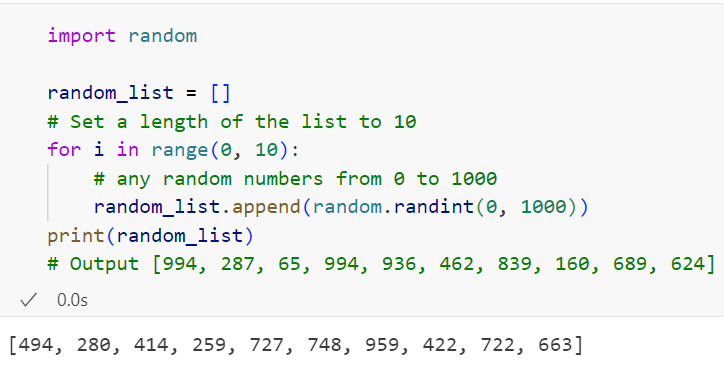 import random
random_list = []
# Set a length of the list to 10
for i in range(0, 10):
    # any random numbers from 0 to 1000
    random_list.append(random.randint(0, 1000))
print(random_list)
# Output [994, 287, 65, 994, 936, 462, 839, 160, 689, 624]
✓ 0.0s
[494, 280, 414, 259, 727, 748, 959, 422, 722, 663]